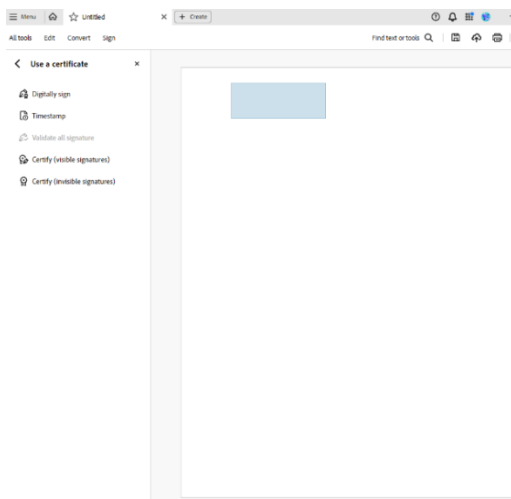 Menu Untitled × + Create
All tools Edit Convert Sign Find text or tools
Use a certificate ×
Digitally sign
Timestamp
Validate all signature
Certify (visible signatures)
Certify (invisible signatures)